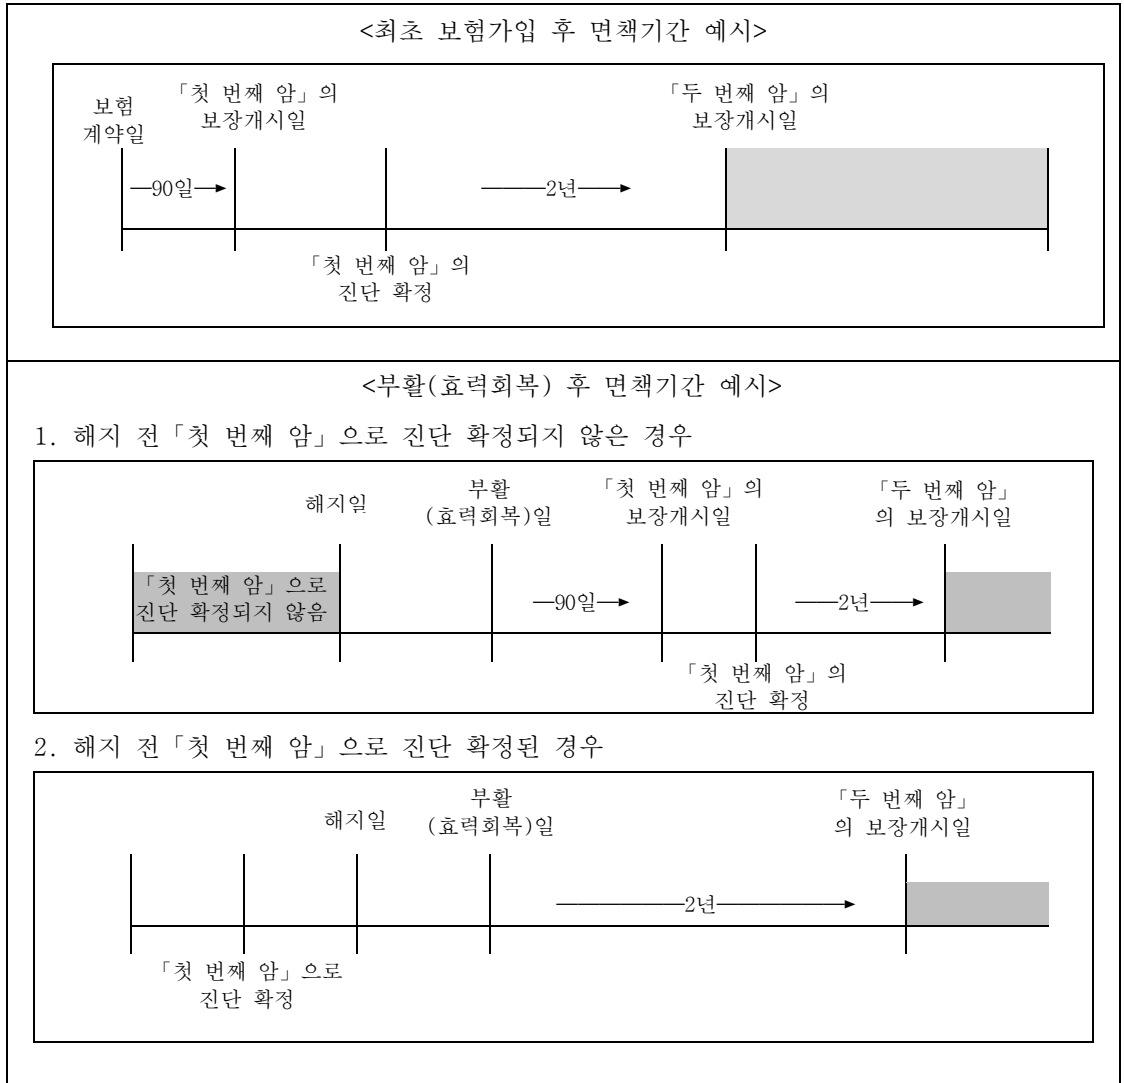 <최초 보험가입 후 면책기간 예시>
보험
계약일
「첫 번째 암」의
보장개시일
「두 번째 암」의
보장개시일
90일
2년
「첫 번째 암」의
진단 확정
<부활(효력회복) 후 면책기간 예시>
1. 해지 전「첫 번째 암」으로 진단 확정되지 않은 경우
해지일
부활
(효력회복)일
「첫 번째 암」의
보장개시일
「두 번째 암」
의 보장개시일
「첫 번째 암」으로
진단 확정되지 않음
90일
2년
「첫 번째 암」의
진단 확정
2. 해지 전「첫 번째 암」으로 진단 확정된 경우
해지일
부활
(효력회복)일
「두 번째 암」
의 보장개시일
2년
「첫 번째 암」으로
진단 확정